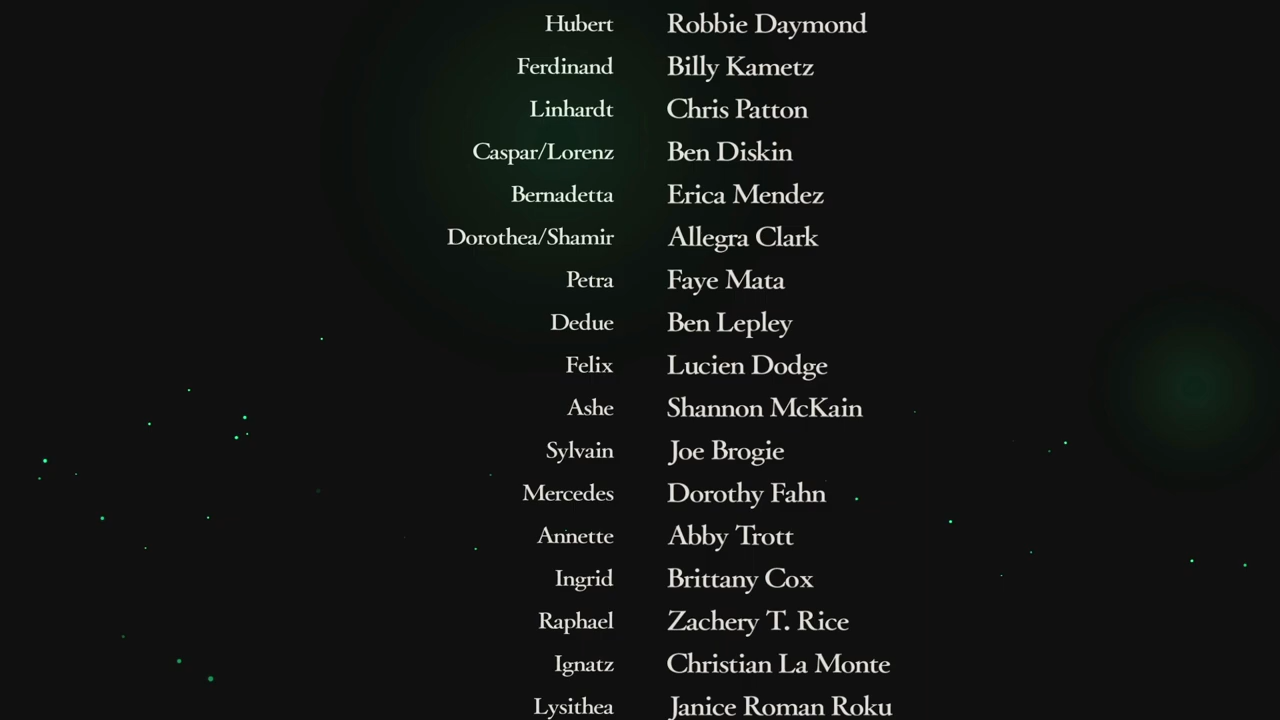 Hubert Robbie Daymond
Ferdinand Billy Kametz
Linhardt Chris Patton
Caspar/Lorenz Ben Diskin
Bernadetta Erica Mendez
Dorothea/Shamir Allegra Clark
Petra Faye Mata
Dedue Ben Lepley
Felix Lucien Dodge
Ashe Shannon McKain
Sylvain Joe Brogie
Mercedes Dorothy Fahn
Annette Abby Trott
Ingrid Brittany Cox
Raphael Zachery T. Rice
Ignatz Christian La Monte
Lysithea Janice Roman Roku